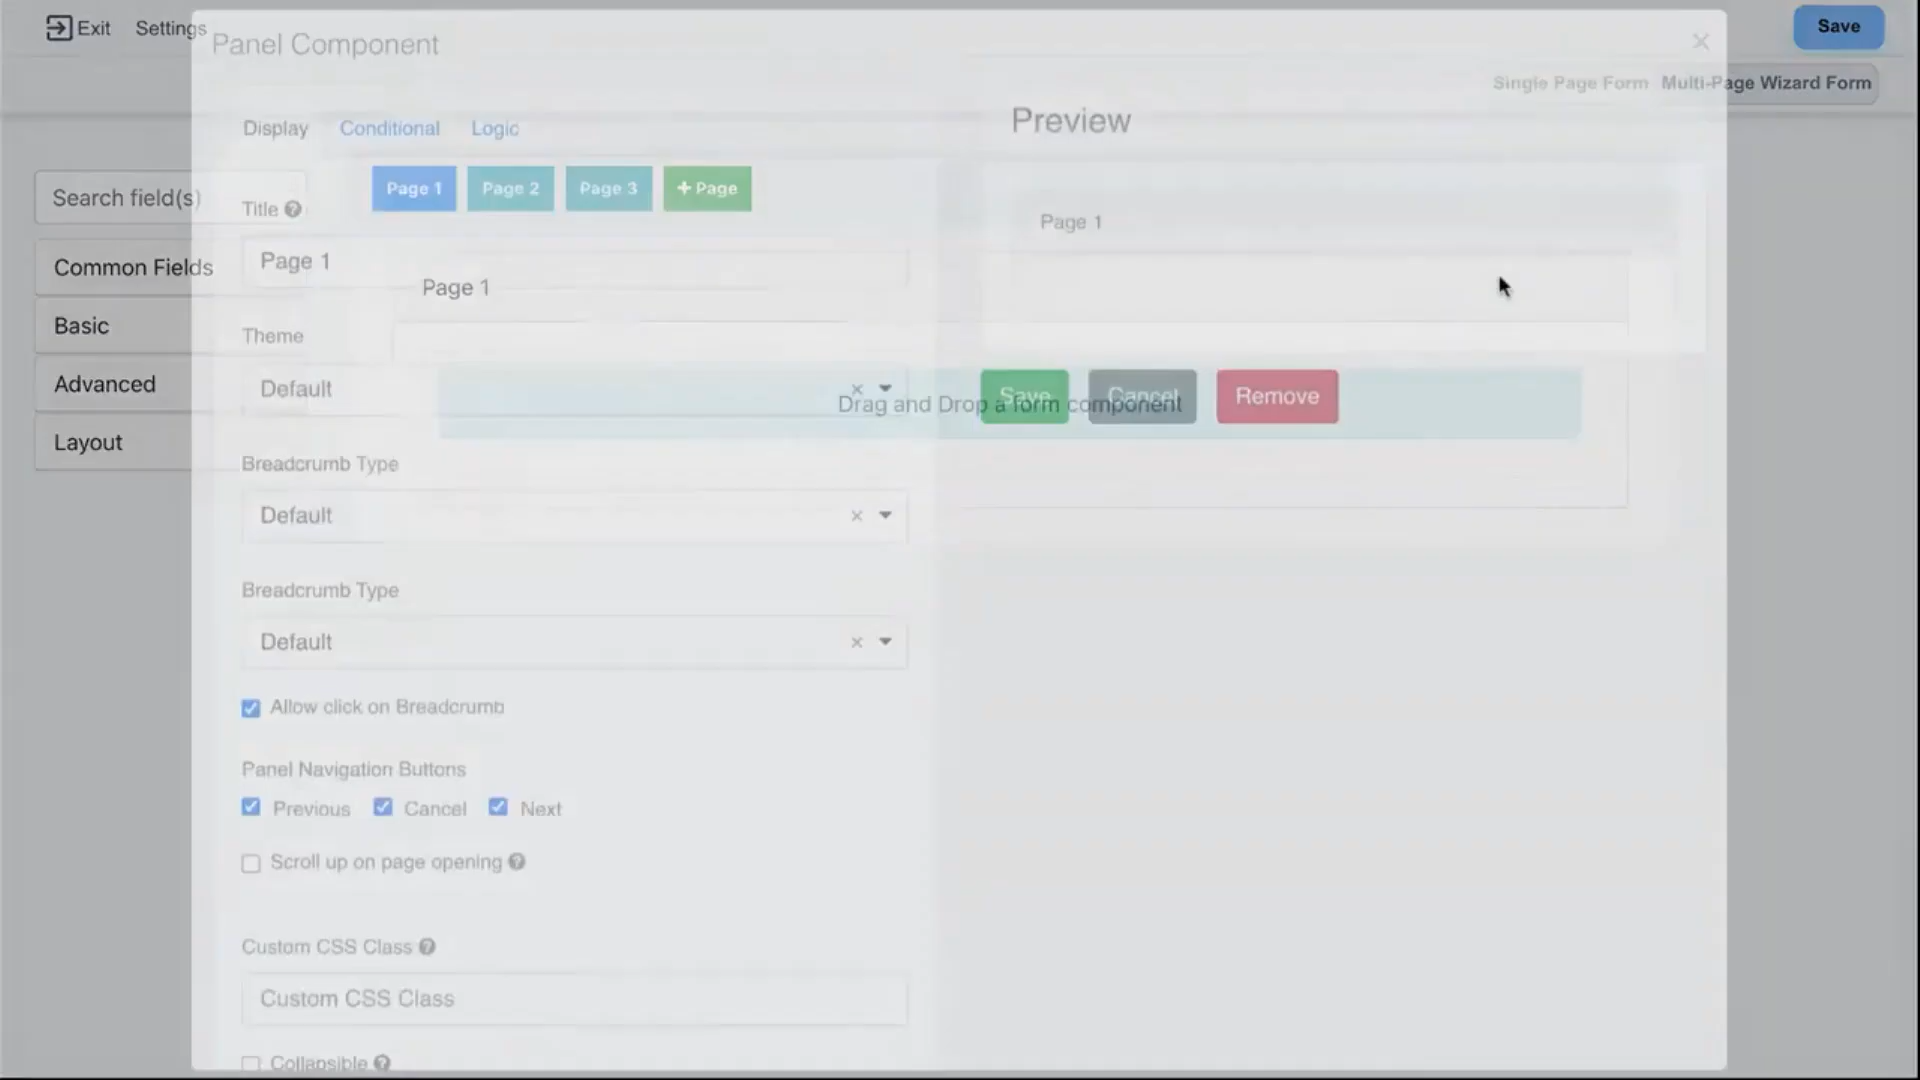 Exit Settings
Save
Panel Component
Single Page Form Multi-Page Wizard Form
Display Conditional Logic
Preview
Page 1 Page 2 Page 3 + Page
Search field(s)
Title
Page 1
Common Fields
Page 1
Page 1
Basic
Theme
Advanced
Default
Save Cancel Remove
Drag and Drop a form component
Layout
Breadcrumb Type
Default
Breadcrumb Type
Default
Allow click on Breadcrumb
Panel Navigation Buttons
Previous Cancel Next
Scroll up on page opening
Custom CSS Class
Custom CSS Class
Collapsible